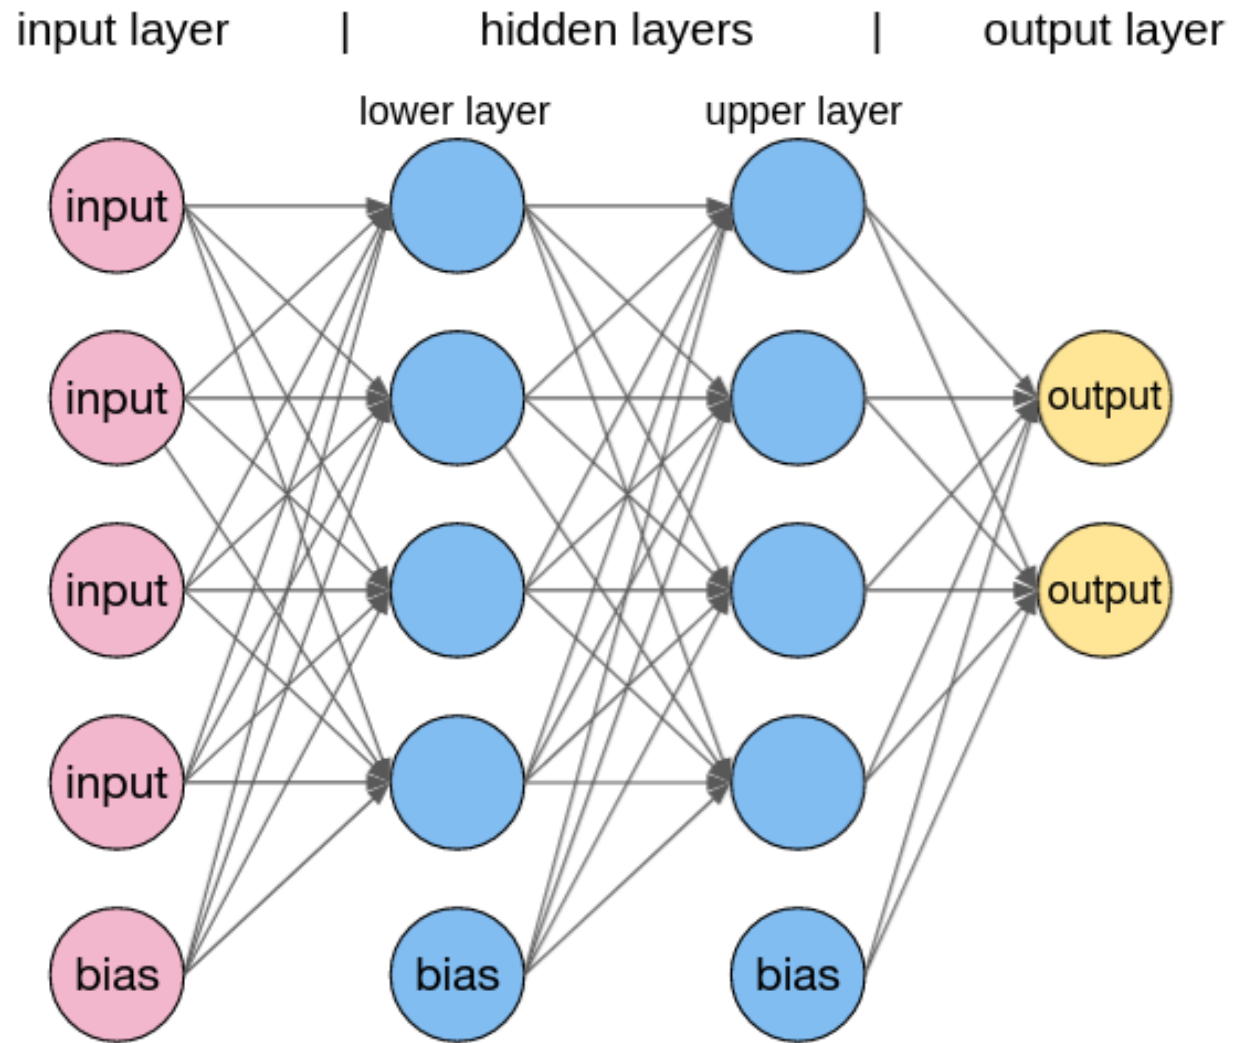 input layer | hidden layers | output layer
lower layer upper layer
input
input output
input output
input
bias bias bias